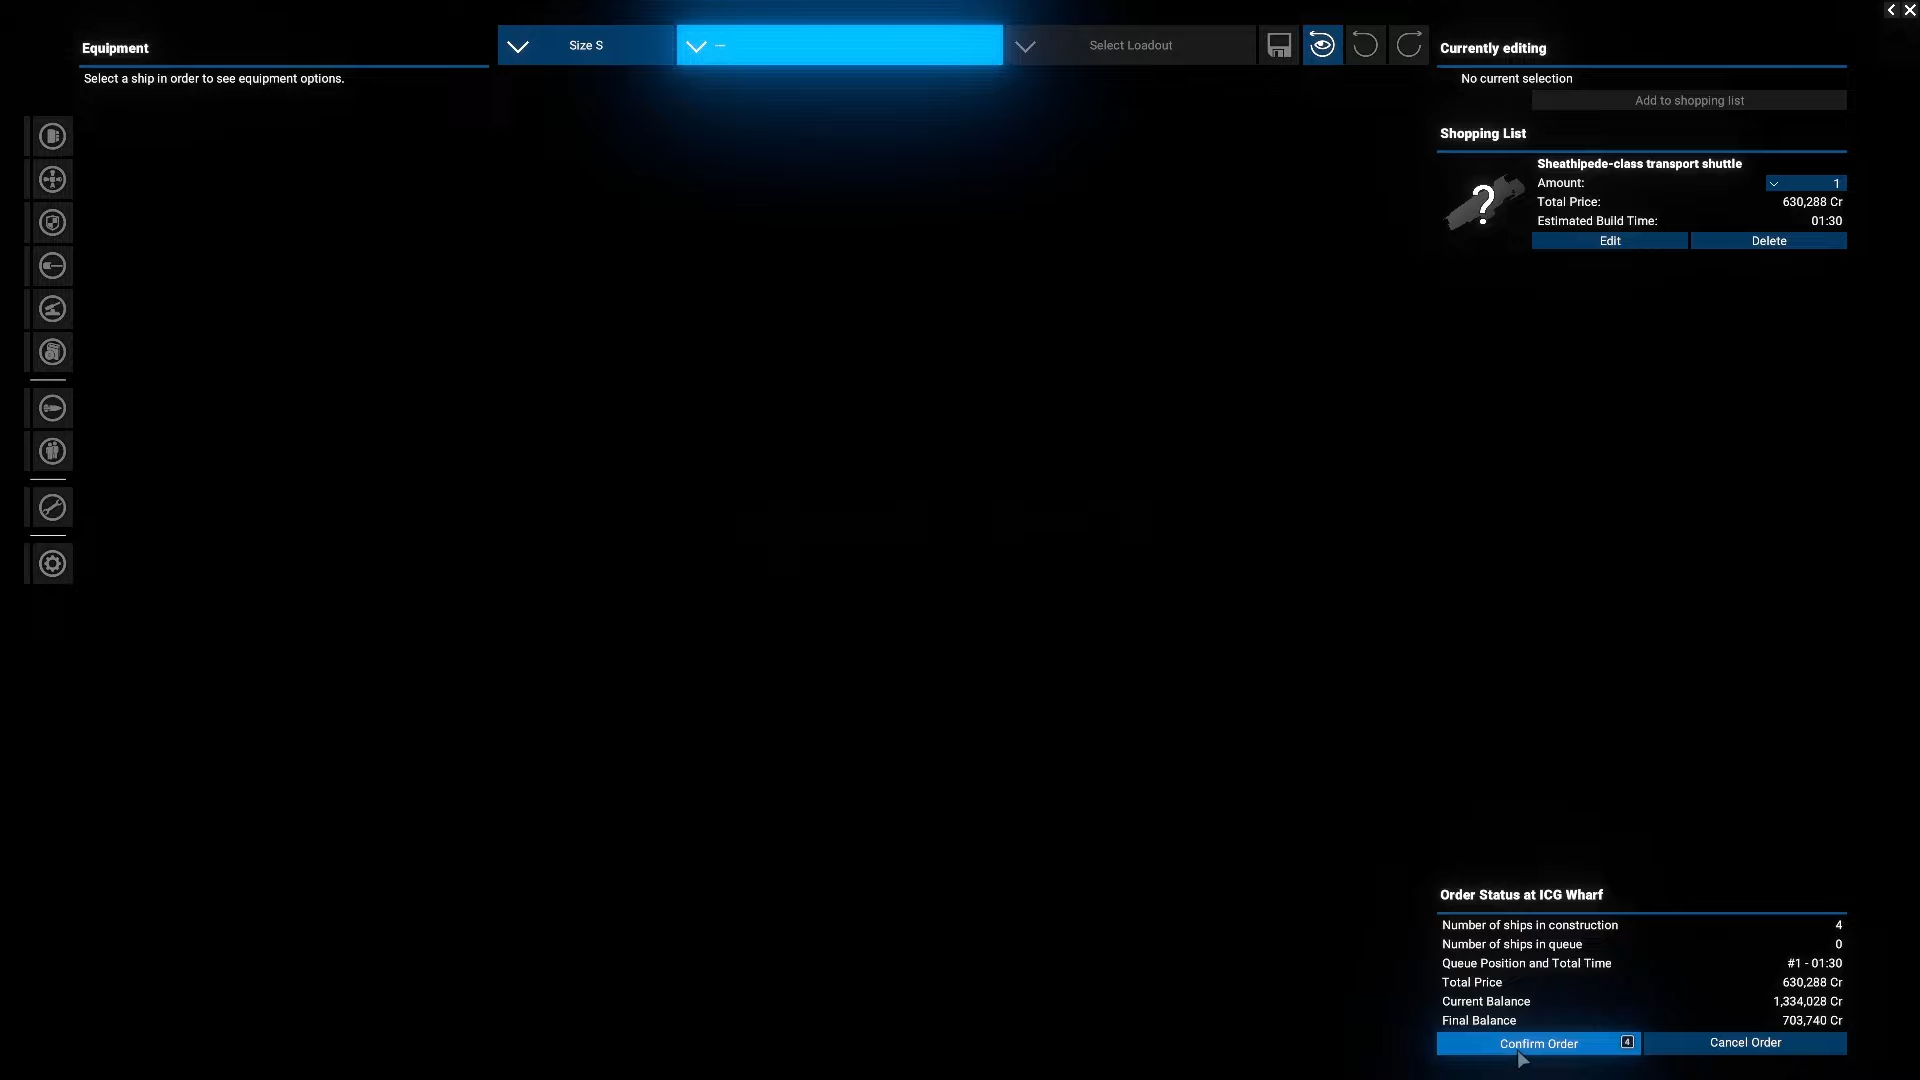 Equipment
Select a ship in order to see equipment options.
Size S
—
Select Loadout
Currently editing
No current selection
Add to shopping list
Shopping List
Sheathipede-class transport shuttle
Amount: 1
Total Price: 630,288 Cr
Estimated Build Time: 01:30
Edit Delete
?
Order Status at ICG Wharf
Number of ships in construction 4
Number of ships in queue 0
Queue Position and Total Time #1 - 01:30
Total Price 630,288 Cr
Current Balance 1,334,028 Cr
Final Balance 703,740 Cr
Confirm Order 4 Cancel Order